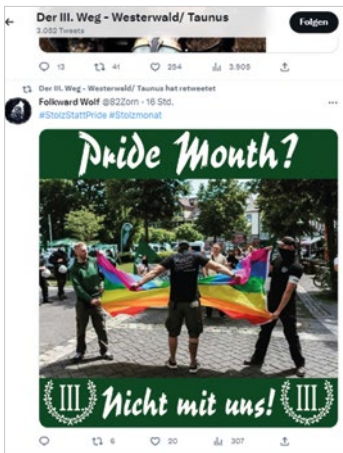 Der III. Weg - Westerwald/ Taunus
3.052 Tweets
Folgen
13 41 254 3.905
Der III. Weg - Westerwald/ Taunus hat retweetet
Folkward Wolf @82Zorn · 16 Std.
#StolzStattPride #Stolzmonat
Pride Month?
III.
Nicht mit uns!
III.
6 20 307